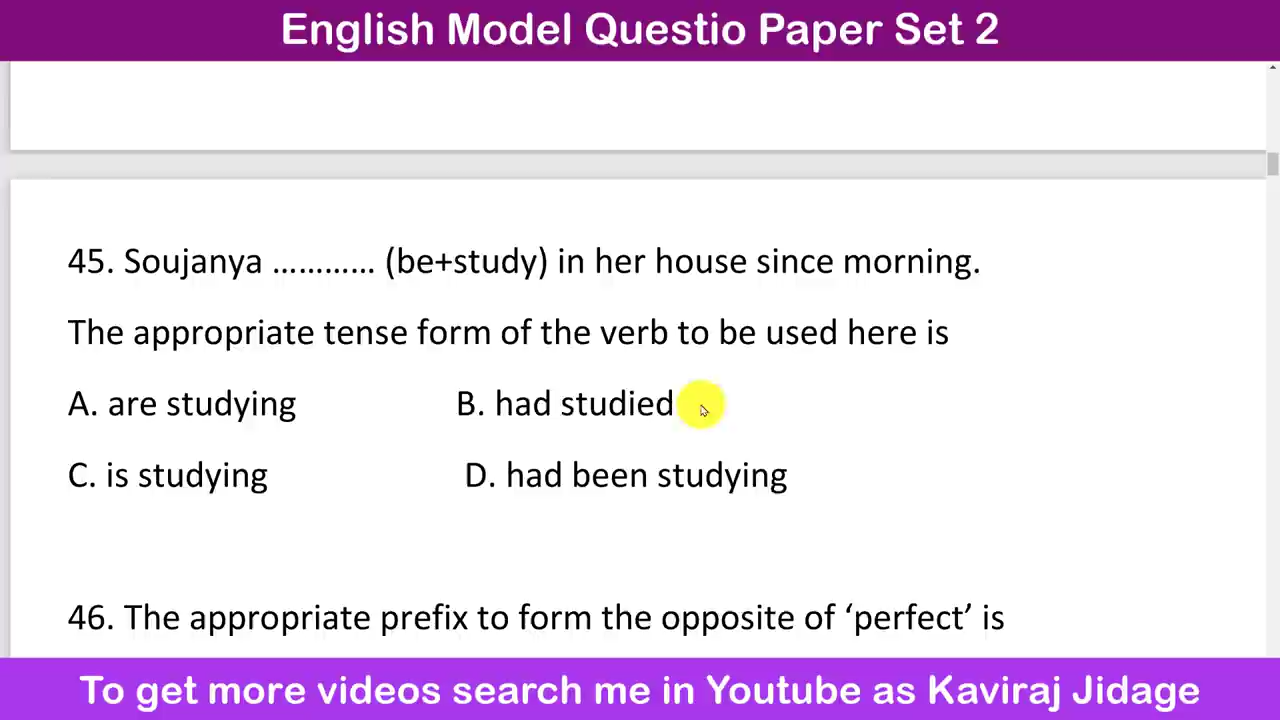 English Model Questio Paper Set 2
45. Soujanya ………… (be+study) in her house since morning.
The appropriate tense form of the verb to be used here is
A. are studying B. had studied
C. is studying D. had been studying
46. The appropriate prefix to form the opposite of ‘perfect’ is
To get more videos search me in Youtube as Kaviraj Jidage